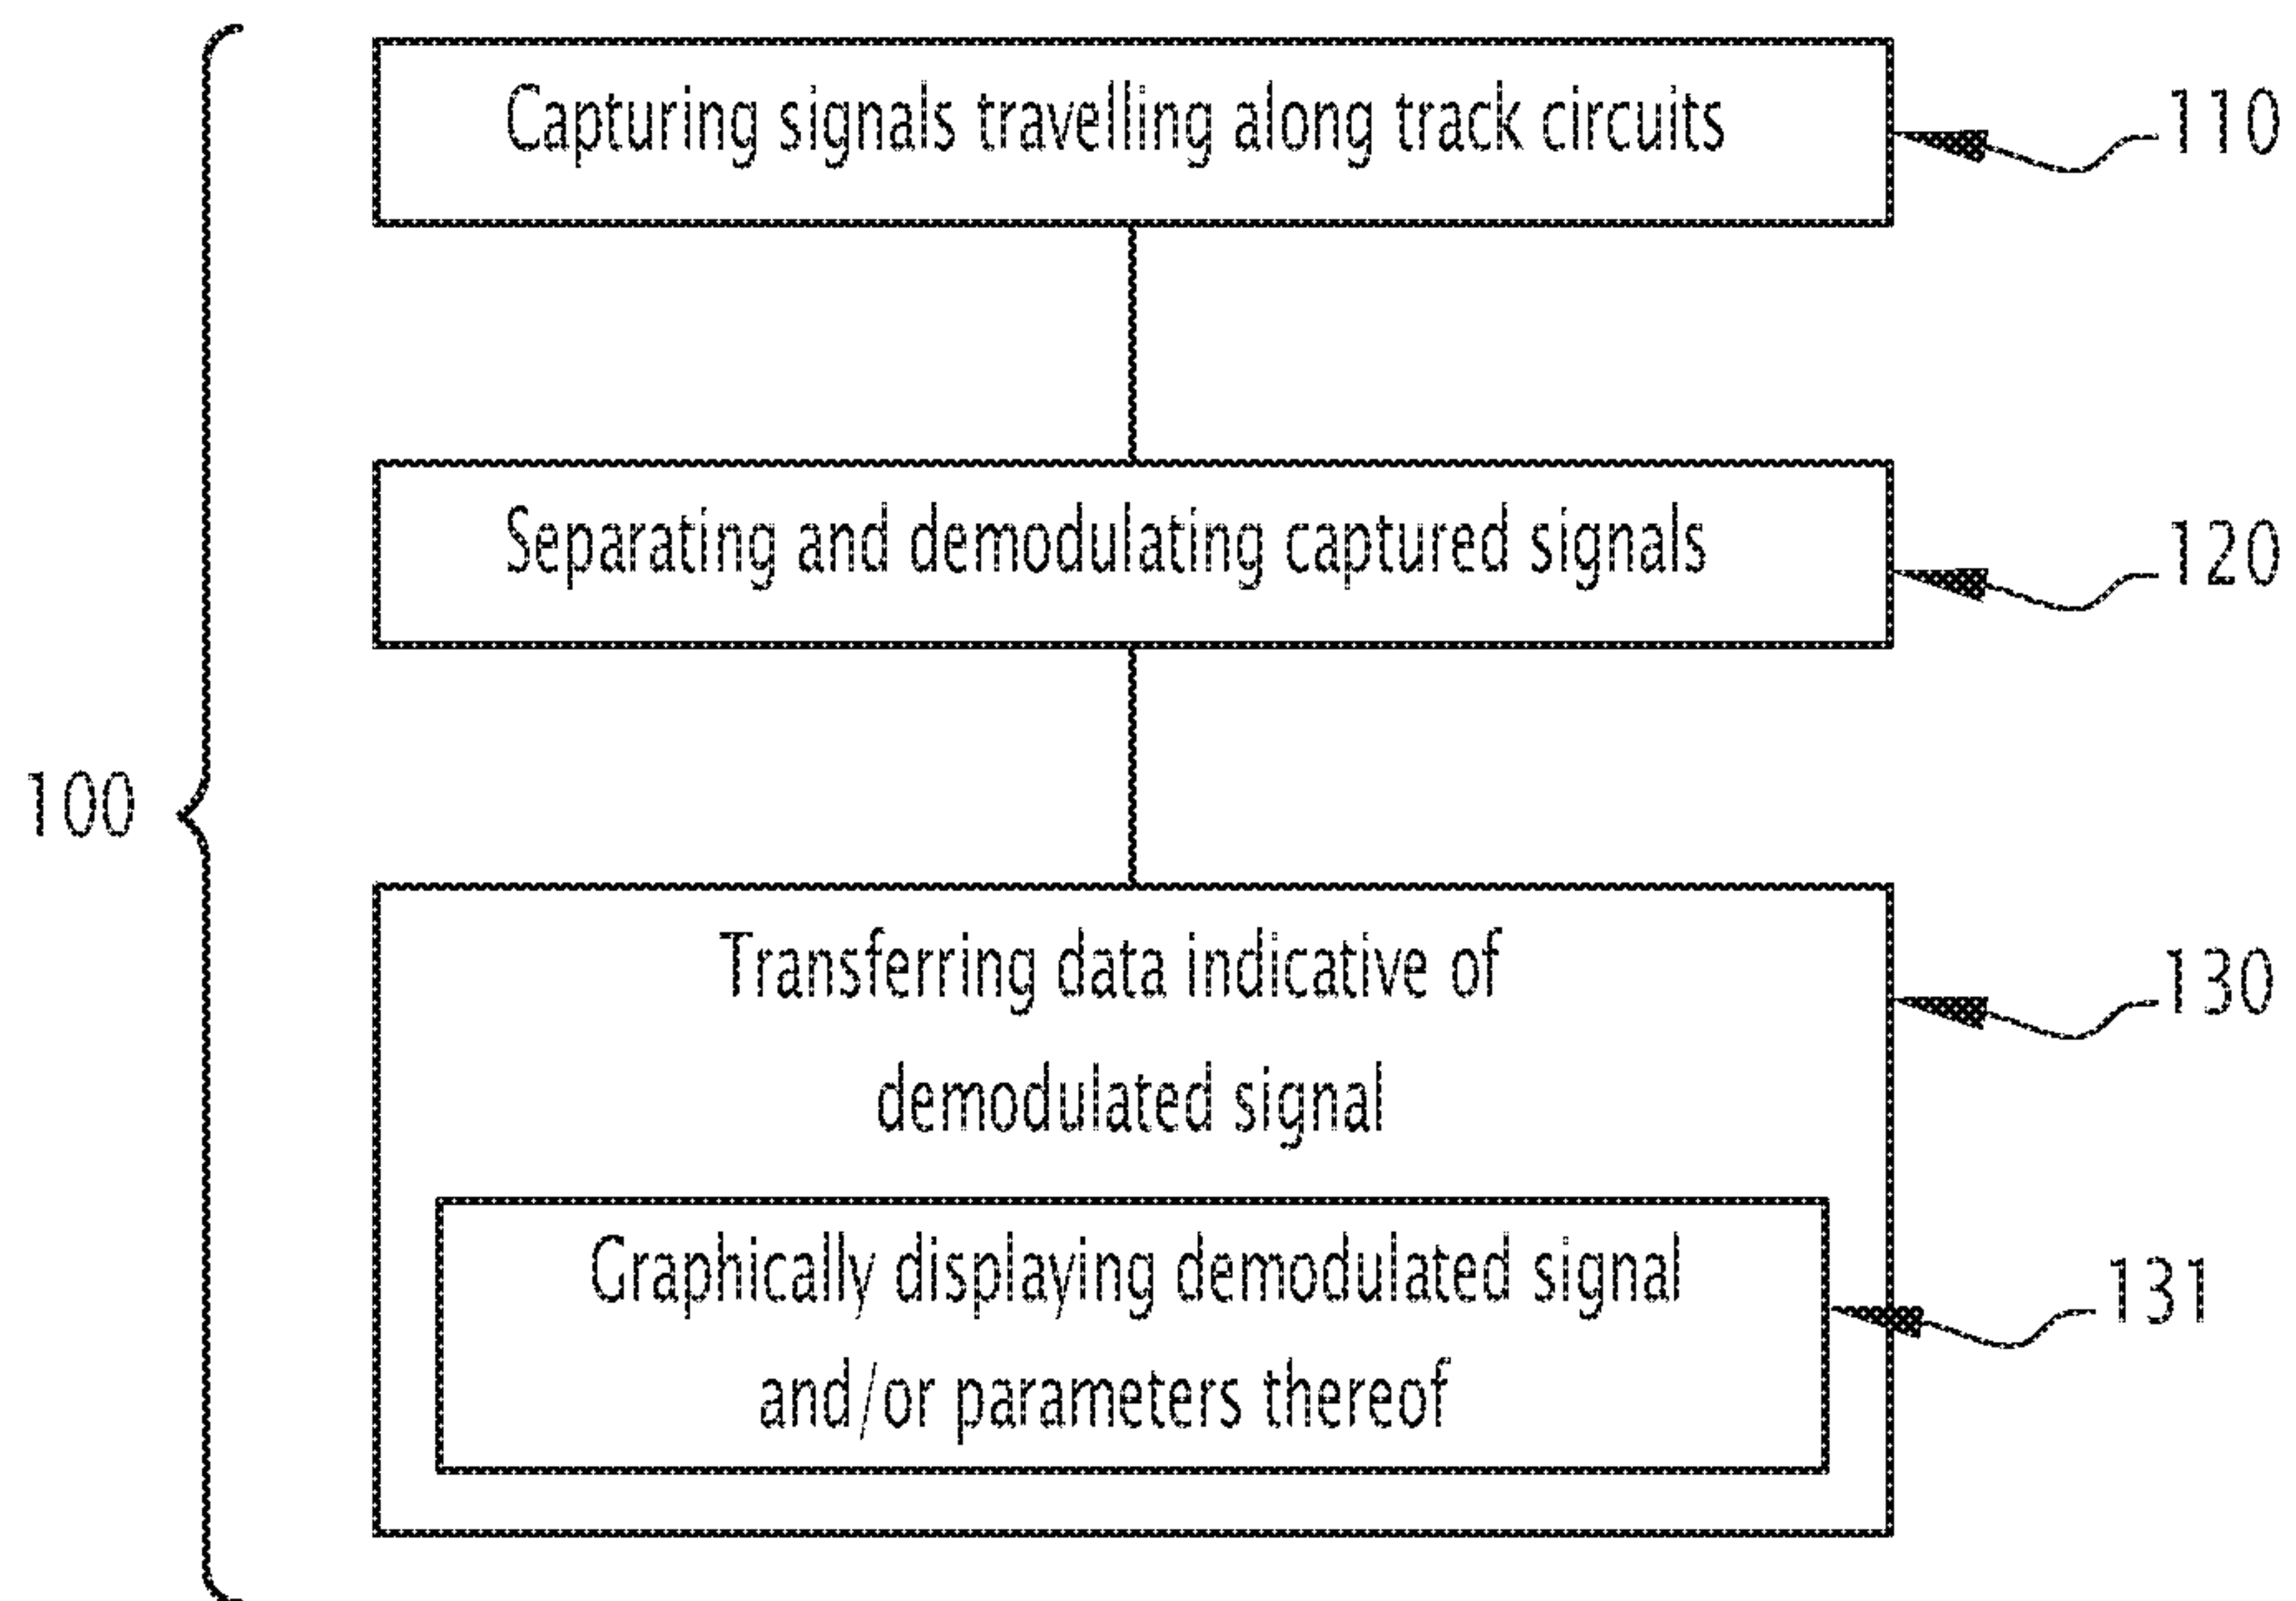 Capturing signals travelling along track circuits
110
Separating and demodulating captured signals
120
100
Transferring data indicative of
demodulated signal
130
Graphically displaying demodulated signal
and/or parameters thereof
131